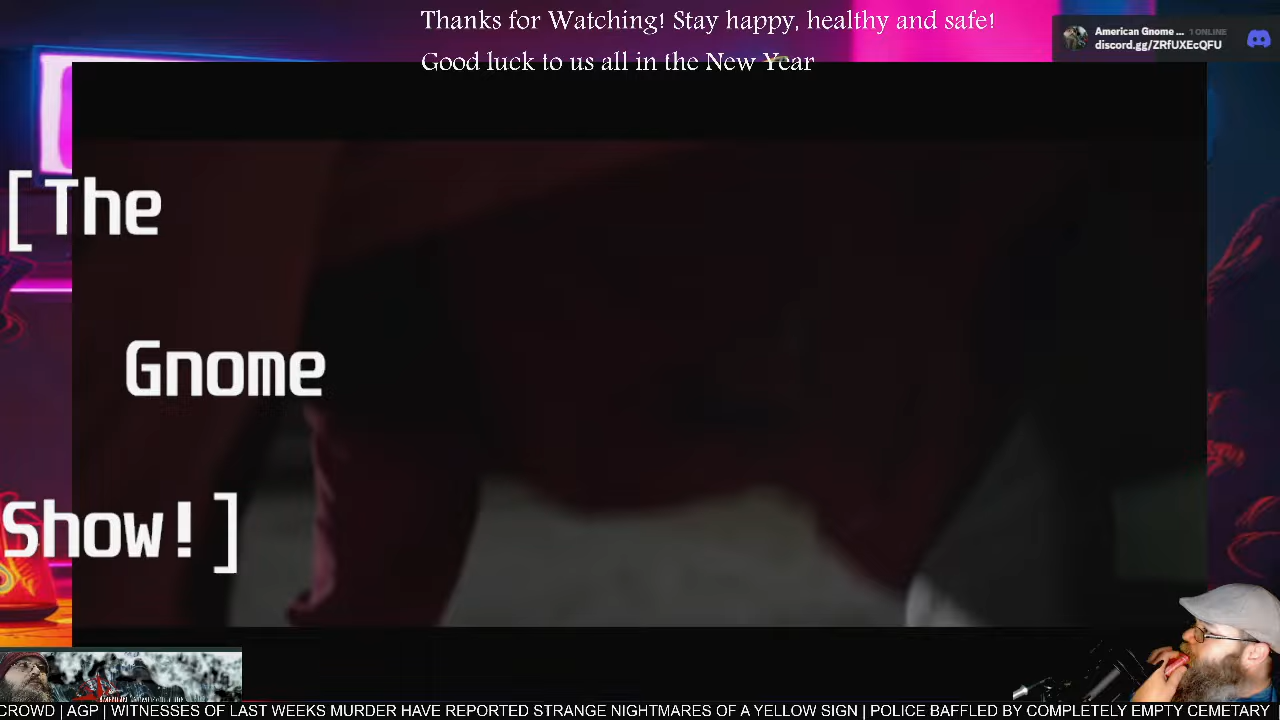 Thanks for Watching! Stay happy, healthy and safe!
Good luck to us all in the New Year
American Gnome ... 1 ONLINE
discord.gg/ZRfUXEcQFU
[The
Gnome
Show!]
CROWD | AGP | WITNESSES OF LAST WEEKS MURDER HAVE REPORTED STRANGE NIGHTMARES OF A YELLOW SIGN | POLICE BAFFLED BY COMPLETELY EMPTY CEMETARY